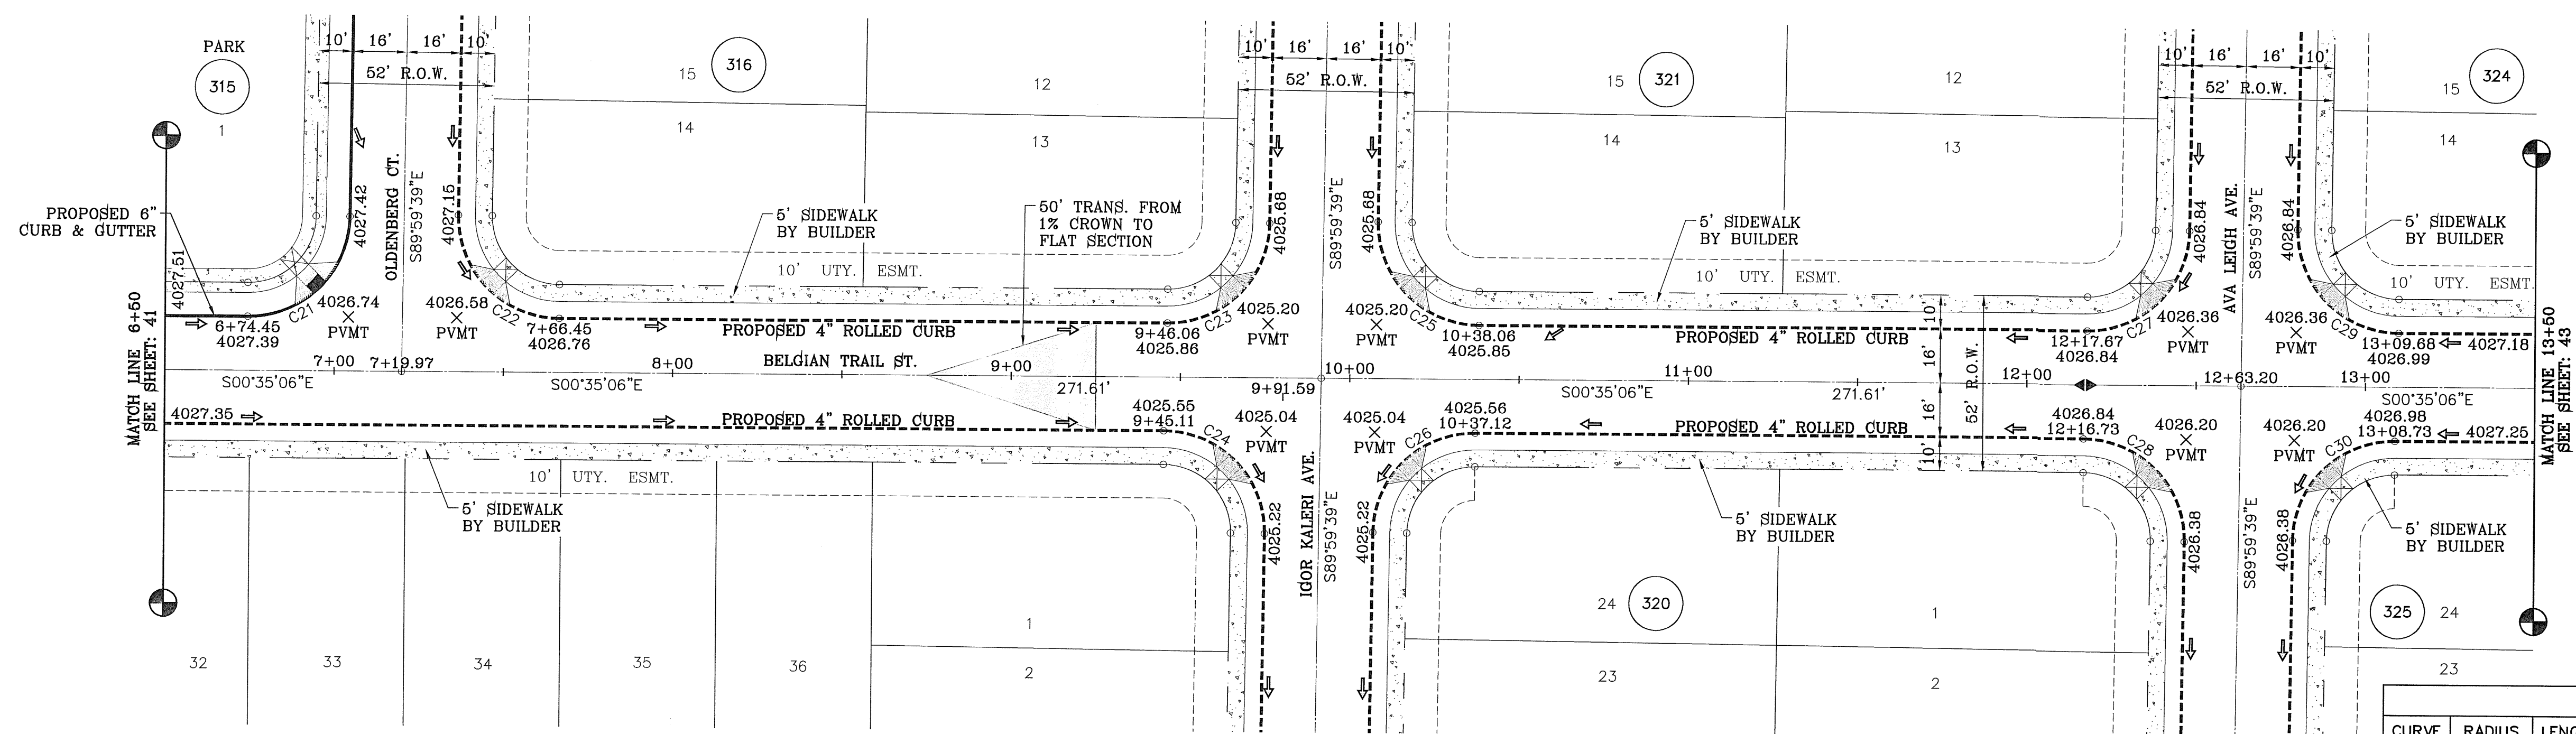 PARK
315
1
10' 16' 16' 10'
52' R.O.W.
15
316
12
14
13
10' 16' 16' 10'
52' R.O.W.
15
321
12
14
13
10' 16' 16' 10'
52' R.O.W.
15
324
14
PROPOSED 6"
CURB & GUTTER
4027.51
4027.42
OLDENBERG CT.
S89°59'39"E
4027.15
5' SIDEWALK
BY BUILDER
50' TRANS. FROM
1% CROWN TO
FLAT SECTION
10' UTY. ESMT.
4025.68
S89°59'39"E
4025.68
5' SIDEWALK
BY BUILDER
10' UTY. ESMT.
4026.84
AVA LEIGH AVE.
S89°59'39"E
4026.84
5' SIDEWALK
BY BUILDER
10' UTY. ESMT.
MATCH LINE 6+50
SEE SHEET: 41
6+74.45
4027.39
C21
4026.74
PVMT
4026.58
PVMT
C22
7+66.45
4026.76
PROPOSED 4" ROLLED CURB
9+46.06
4025.86
C23
4025.20
PVMT
4025.20
PVMT
C25
10+38.06
4025.85
PROPOSED 4" ROLLED CURB
10'
12+17.67
4026.84
C27
4026.36
PVMT
4026.36
PVMT
C29
13+09.68
4026.99
4027.18
MATCH LINE 13+50
SEE SHEET: 43
7+00
7+19.97
8+00
BELGIAN TRAIL ST.
9+00
9+91.59
10+00
11+00
12+00
12+63.20
13+00
S00°35'06"E
S00°35'06"E
271.61'
S00°35'06"E
271.61'
16'
16'
52' R.O.W.
10'
S00°35'06"E
4027.35
PROPOSED 4" ROLLED CURB
4025.55
9+45.11
C24
4025.04
PVMT
4025.04
PVMT
C26
4025.56
10+37.12
PROPOSED 4" ROLLED CURB
4026.84
12+16.73
C28
4026.20
PVMT
4026.20
PVMT
C30
4026.98
13+08.73
4027.25
10' UTY. ESMT.
5' SIDEWALK
BY BUILDER
4025.22
IGOR KALERI AVE.
S89°59'39"E
4025.22
5' SIDEWALK
BY BUILDER
4026.38
S89°59'39"E
4026.38
5' SIDEWALK
BY BUILDER
32
33
34
35
36
1
2
24
320
1
23
2
325
24
23
CURVE RADIUS